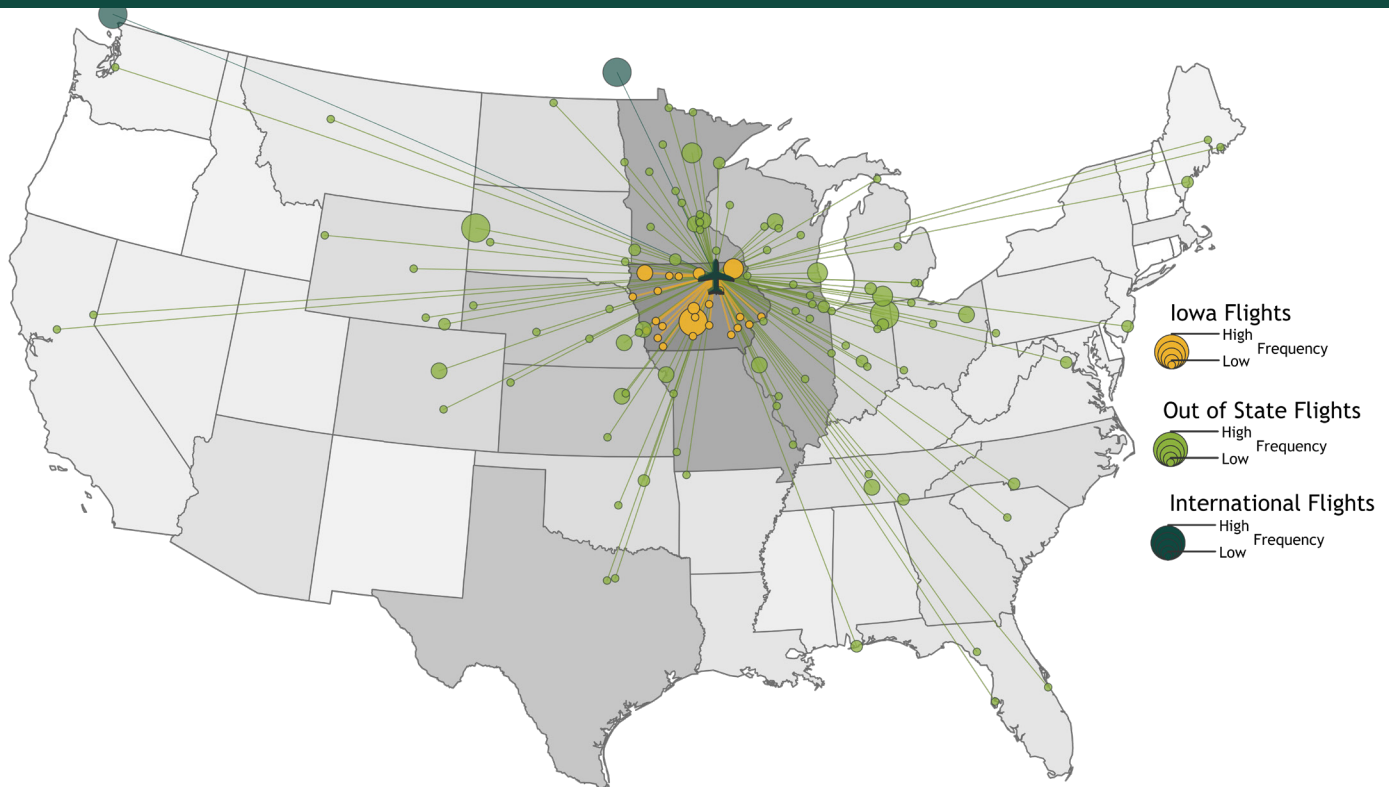 Iowa Flights
High
Frequency
Low
Out of State Flights
High
Frequency
Low
International Flights
High
Frequency
Low